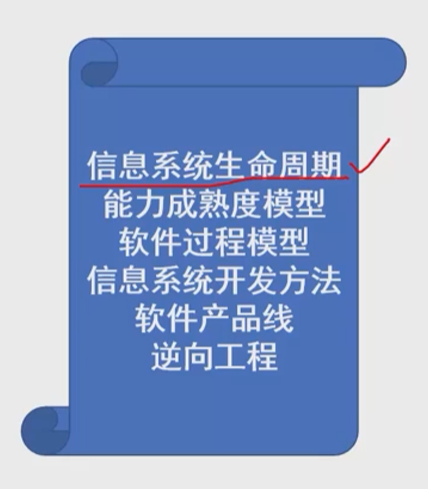 信息系统生命周期
能力成熟度模型
软件过程模型
信息系统开发方法
软件产品线
逆向工程